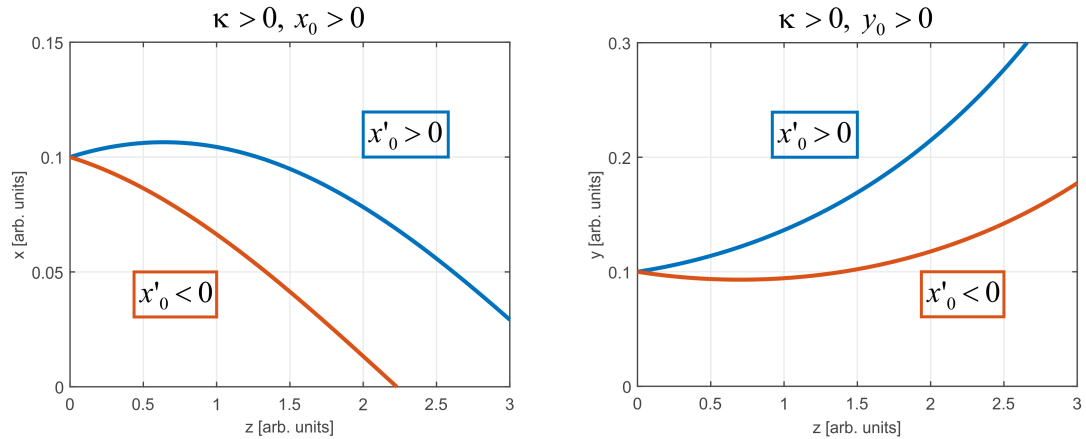 κ > 0, x₀ > 0
0.15
0.1
0.05
0
x [arb. units]
x'₀ > 0
x'₀ < 0
0 0.5 1 1.5 2 2.5 3
z [arb. units]
κ > 0, y₀ > 0
0.3
0.2
0.1
0
y [arb. units]
x'₀ > 0
x'₀ < 0
0 0.5 1 1.5 2 2.5 3
z [arb. units]